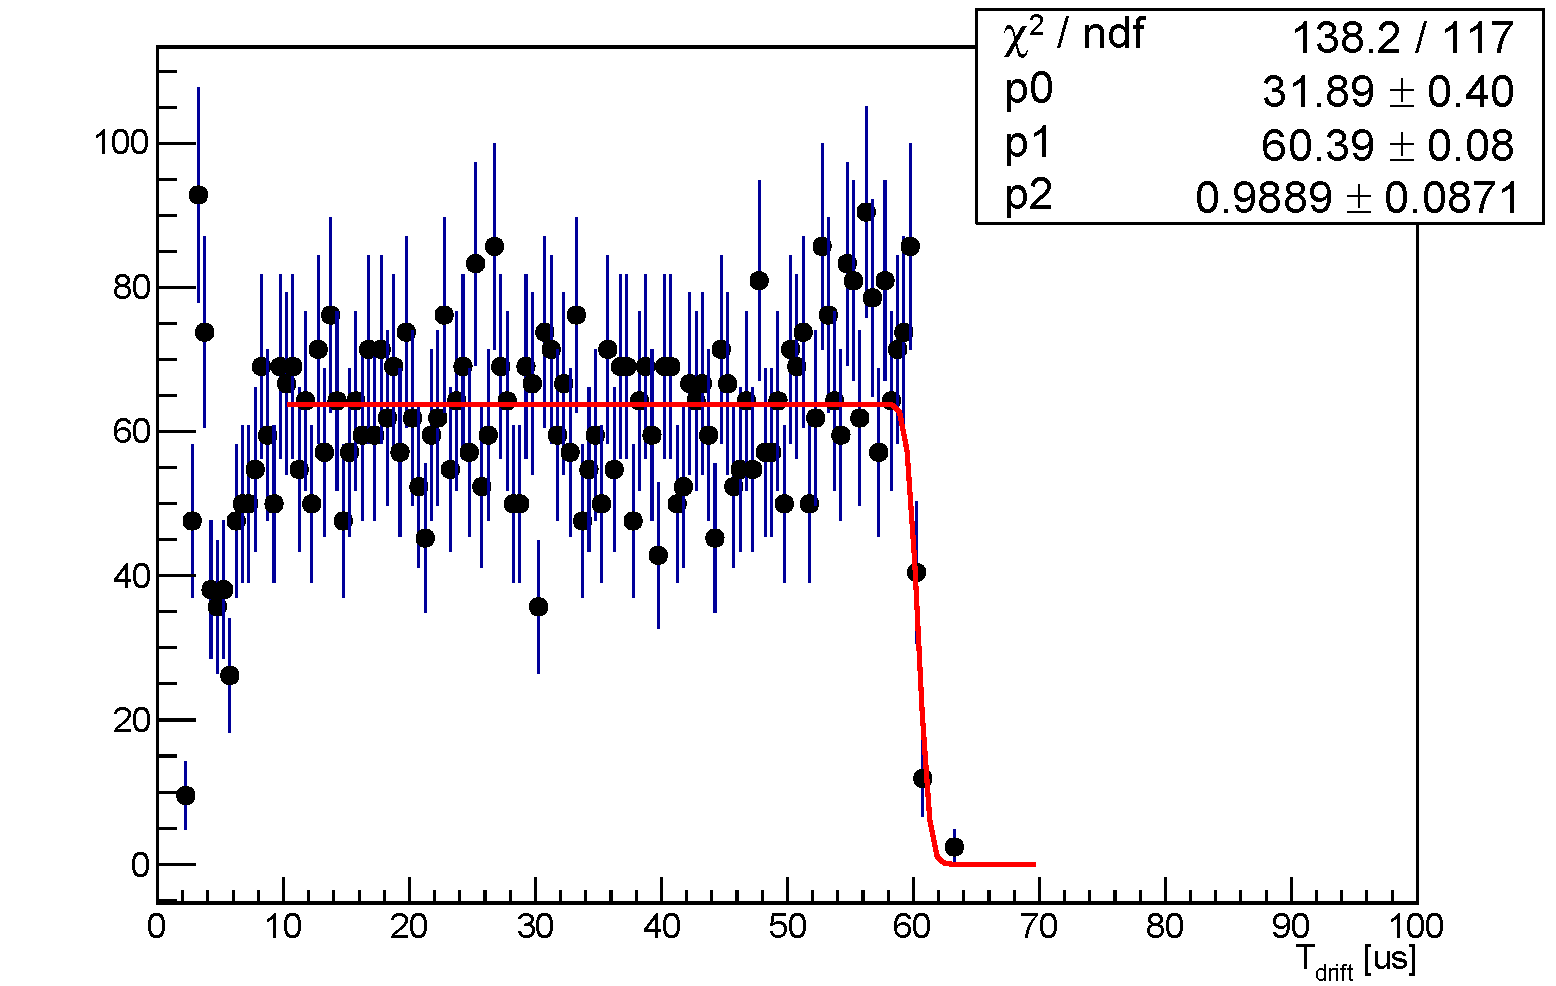 χ² / ndf 138.2 / 117
p0 31.89 ± 0.40
p1 60.39 ± 0.08
p2 0.9889 ± 0.0871
100
80
60
40
20
0
0 10 20 30 40 50 60 70 80 90 100
T_drift [us]